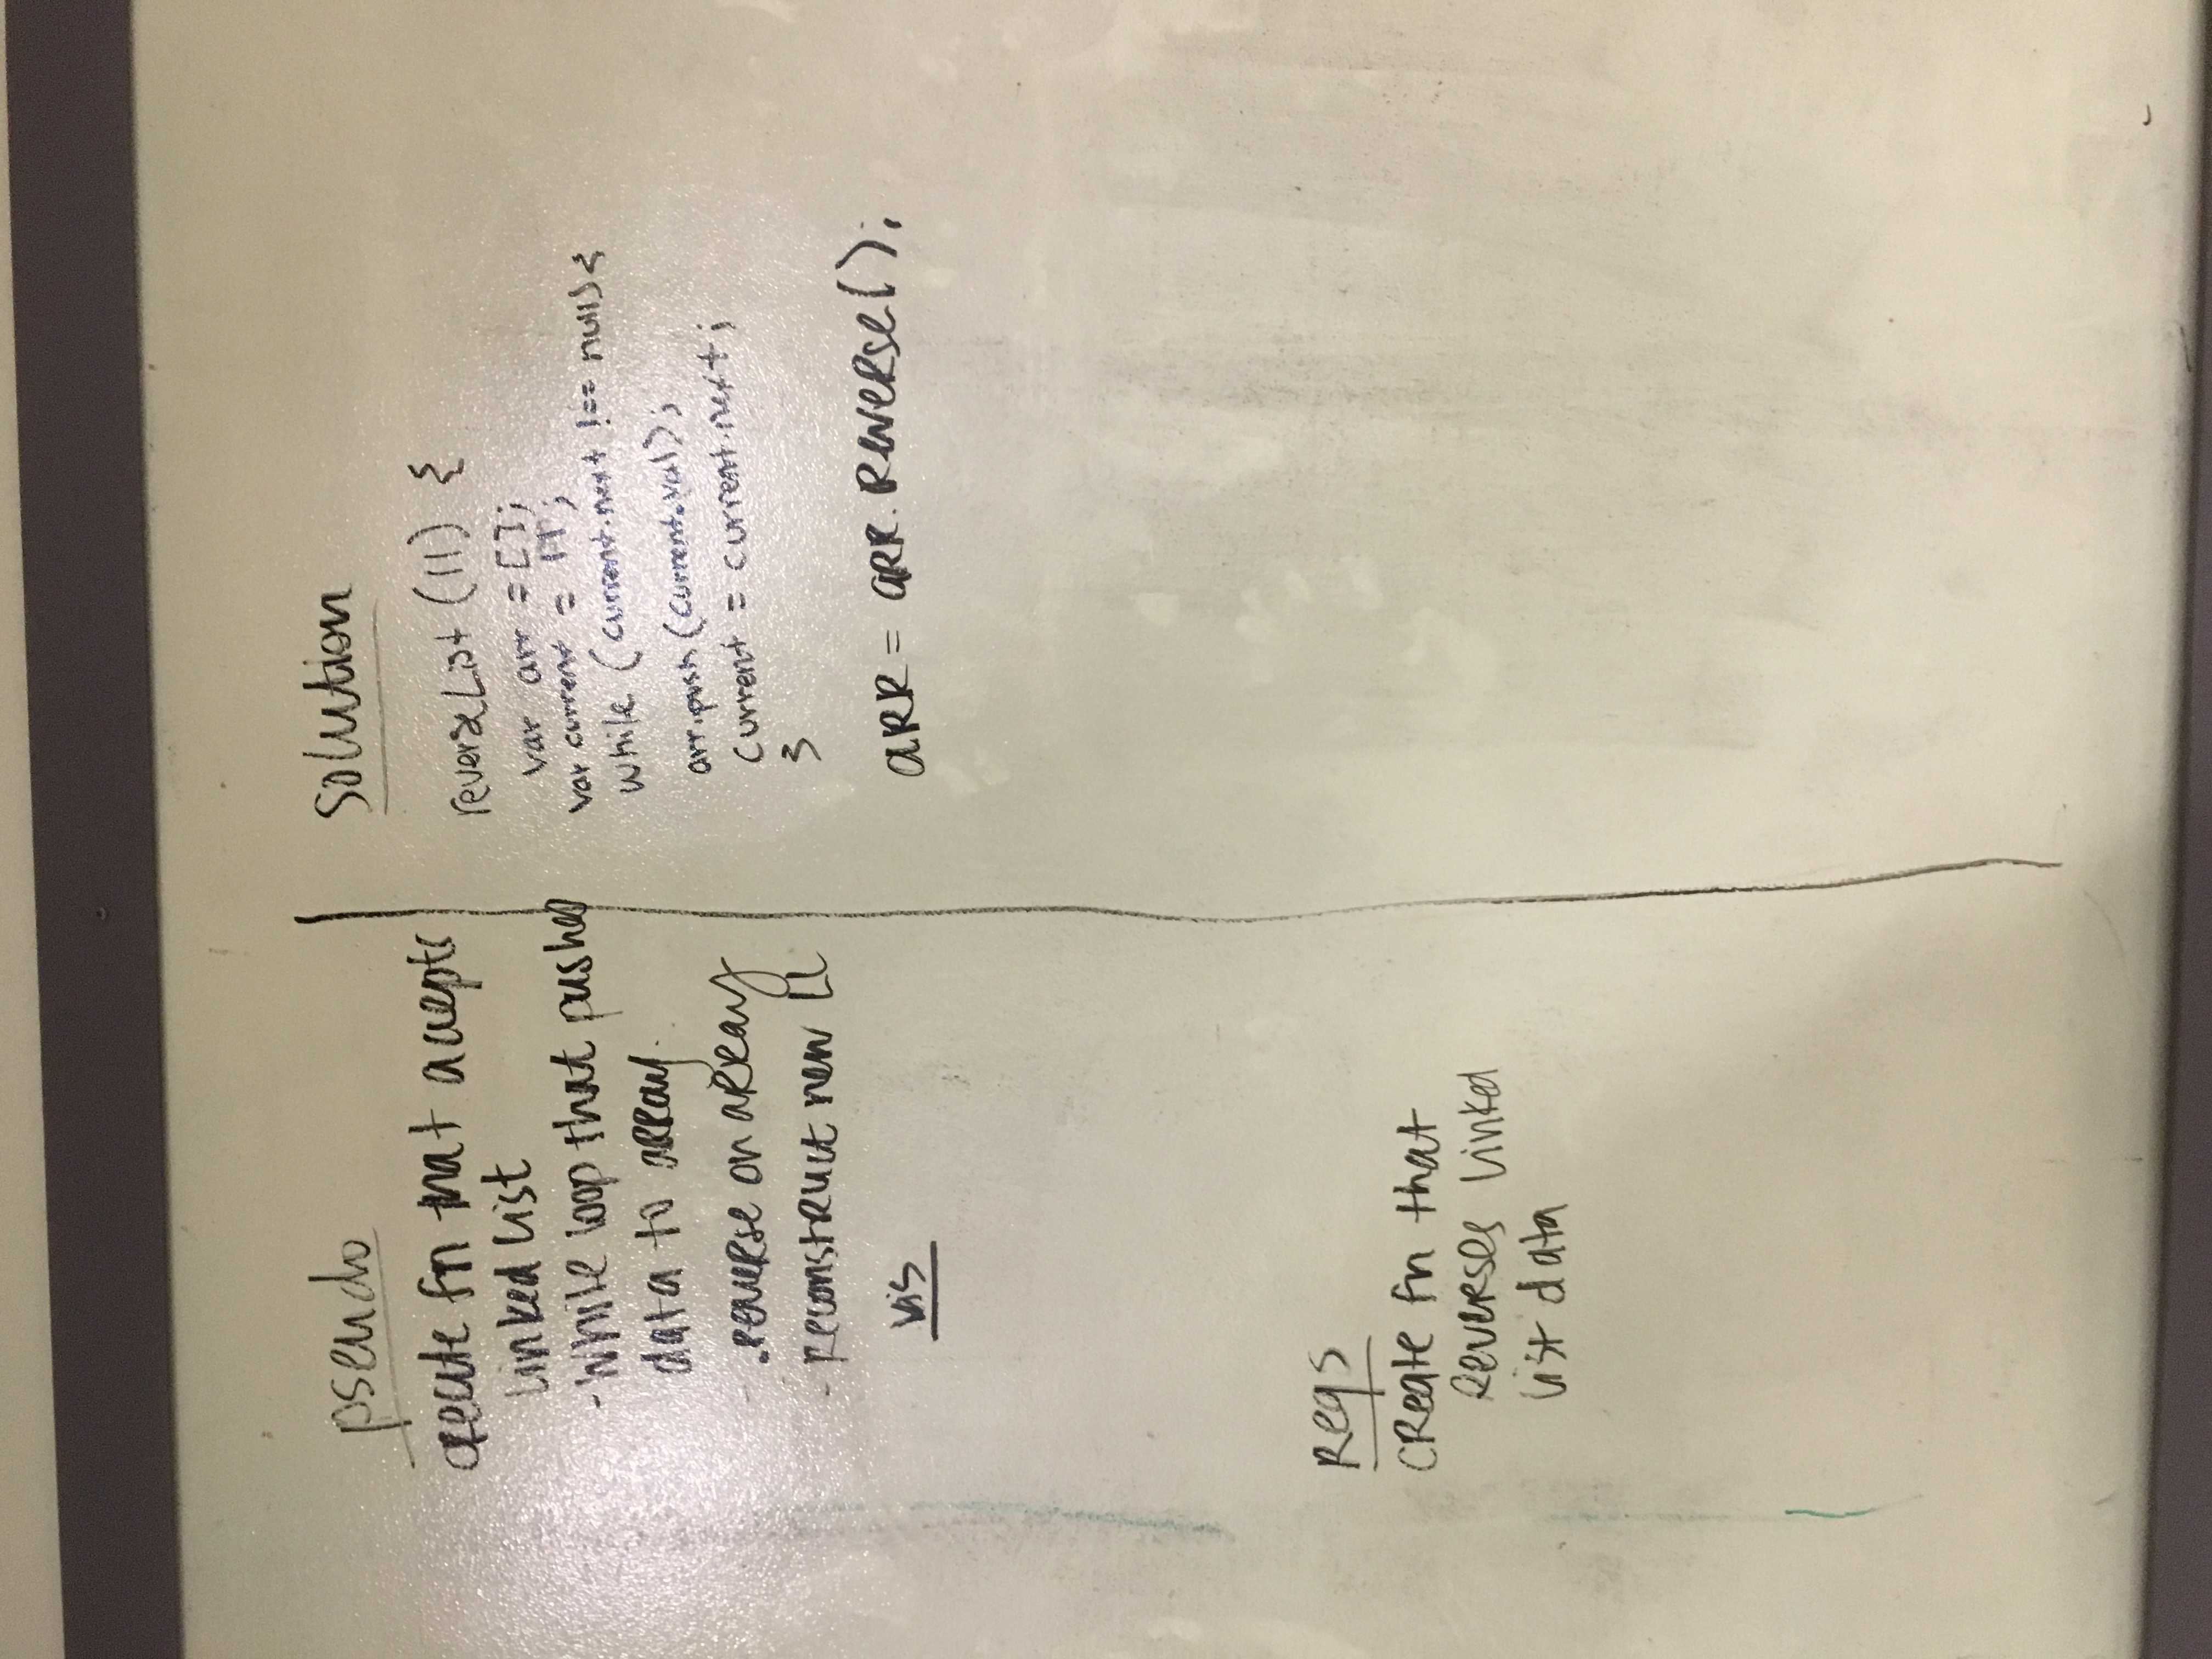 pseudo
create fn that accepts
linked list
- While loop that pushes
data to array.
- .reverse on array
- reconstruct new LL
vis
Reqs
create fn that
reverses linked
list data
Solution
reverseList (ll) {
var arr = [];
var current = ll;
while (current.next !== null) {
arr.push(current.val);
current = current.next;
}
arr = arr.reverse();